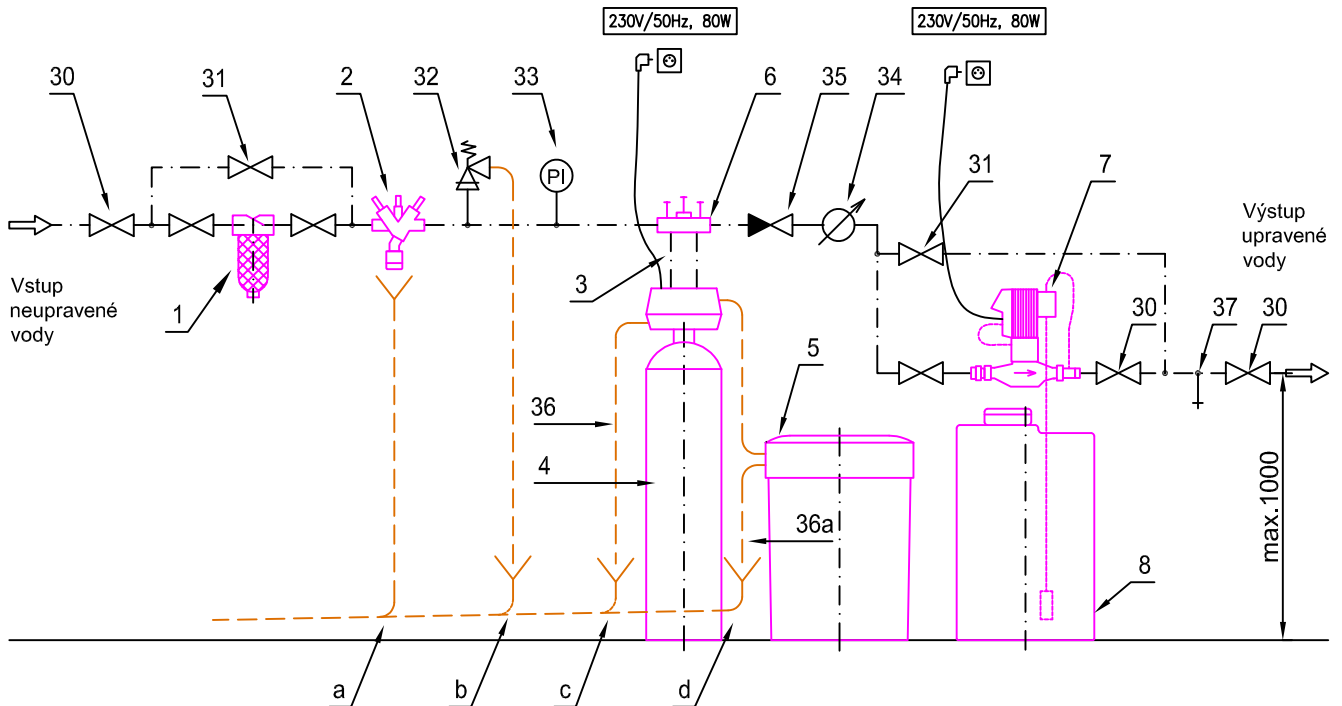 230V/50Hz, 80W
230V/50Hz, 80W
30
31
2
32
33
6
35
34
31
7
PI
Výstup
upravené
vody
Vstup
neupravené
vody
1
3
30
37
30
5
36
4
36a
max.1000
8
a
b
c
d